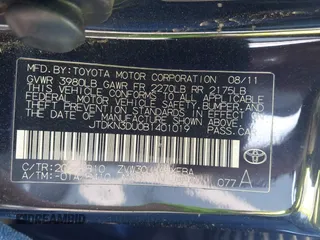 MFD.BY:TOYOTA MOTOR CORPORATION 08/11
GVWR 3980LB GAWR FR 2270LB RR 2175LB
THIS VEHICLE CONFORMS TO ALL APPLICABLE
FEDERAL MOTOR VEHICLE SAFETY, BUMPER, AND
THEFT PREVENTION STANDARDS IN EFFECT ON
THE DATE OF MANUFACTURE SHOWN ABOVE.
JTDKN3DU0B1401019 PASS.CAR
C/TR:
A/TM:
077 A